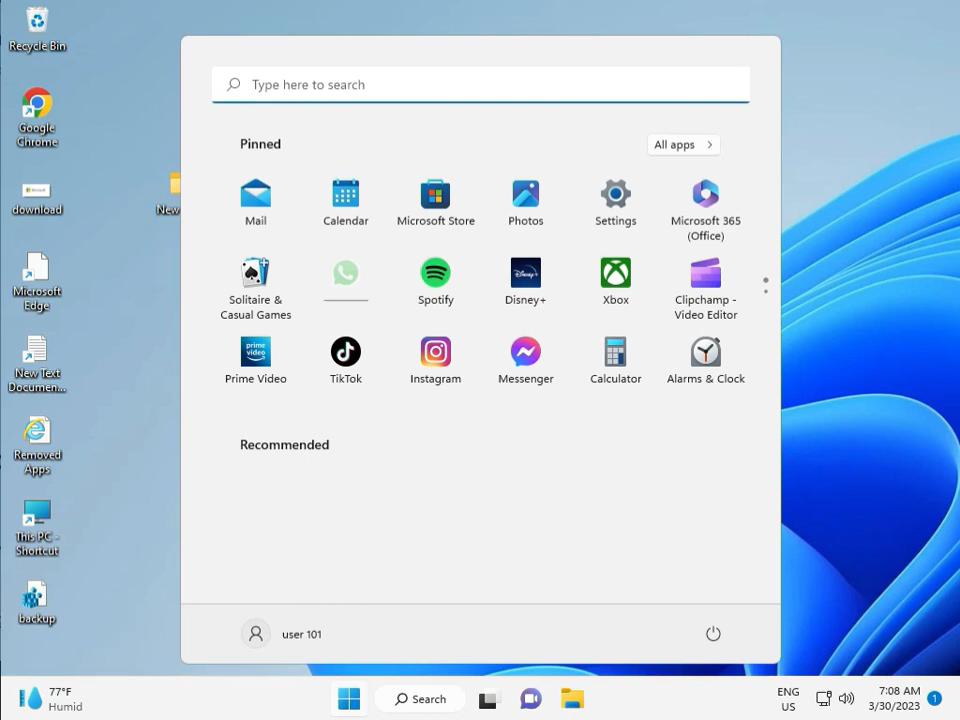 Recycle Bin
Google
Chrome
download
New
Microsoft
Edge
New Text
Documen...
Removed
Apps
This PC -
Shortcut
backup
Type here to search
Pinned
All apps
Mail
Calendar
Microsoft Store
Photos
Settings
Microsoft 365
(Office)
Solitaire &
Casual Games
Spotify
Disney+
Disney+
Xbox
Clipchamp -
Video Editor
prime
video
Prime Video
TikTok
Instagram
Messenger
Calculator
Alarms & Clock
Recommended
user 101
77°F
Humid
Search
ENG
US
7:08 AM
3/30/2023
1